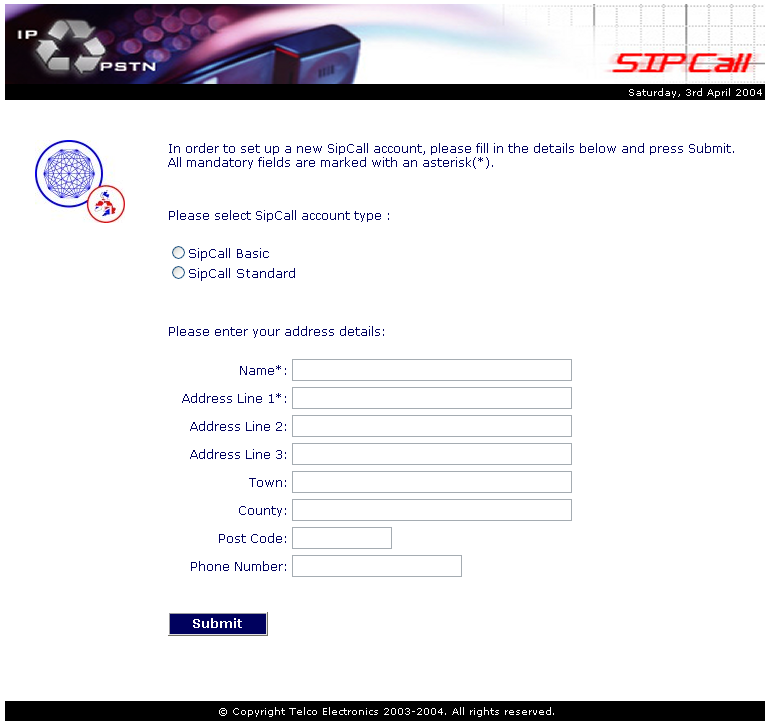 IP
PSTN
SIPCall
Saturday, 3rd April 2004
In order to set up a new SipCall account, please fill in the details below and press Submit.
All mandatory fields are marked with an asterisk(*).
Please select SipCall account type :
SipCall Basic
SipCall Standard
Please enter your address details:
Name*:
Address Line 1*:
Address Line 2:
Address Line 3:
Town:
County:
Post Code:
Phone Number:
Submit
© Copyright Telco Electronics 2003-2004. All rights reserved.